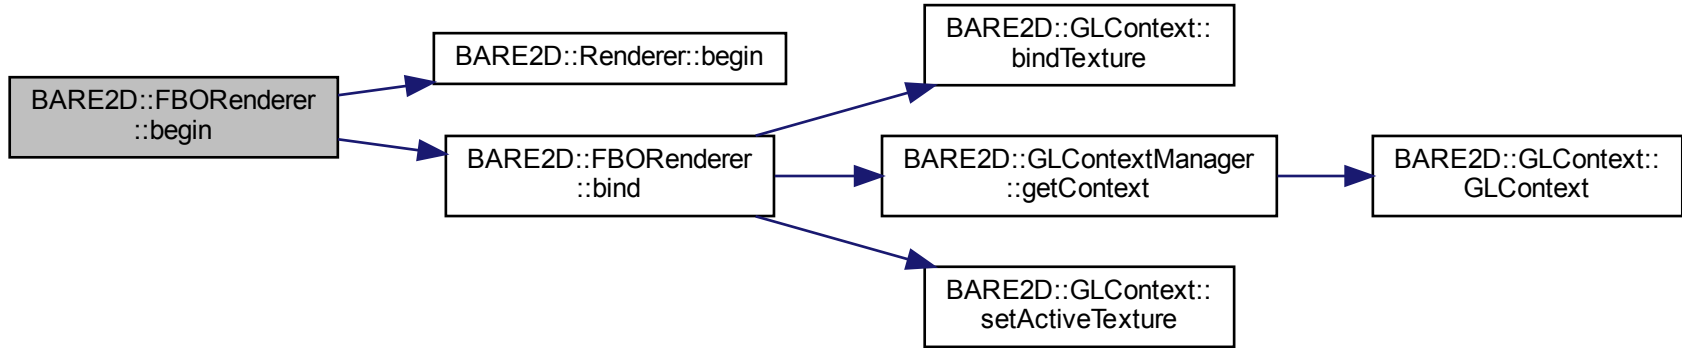 BARE2D::FBORenderer
::begin
BARE2D::Renderer::begin
BARE2D::FBORenderer
::bind
BARE2D::GLContext::
bindTexture
BARE2D::GLContextManager
::getContext
BARE2D::GLContext::
setActiveTexture
BARE2D::GLContext::
GLContext